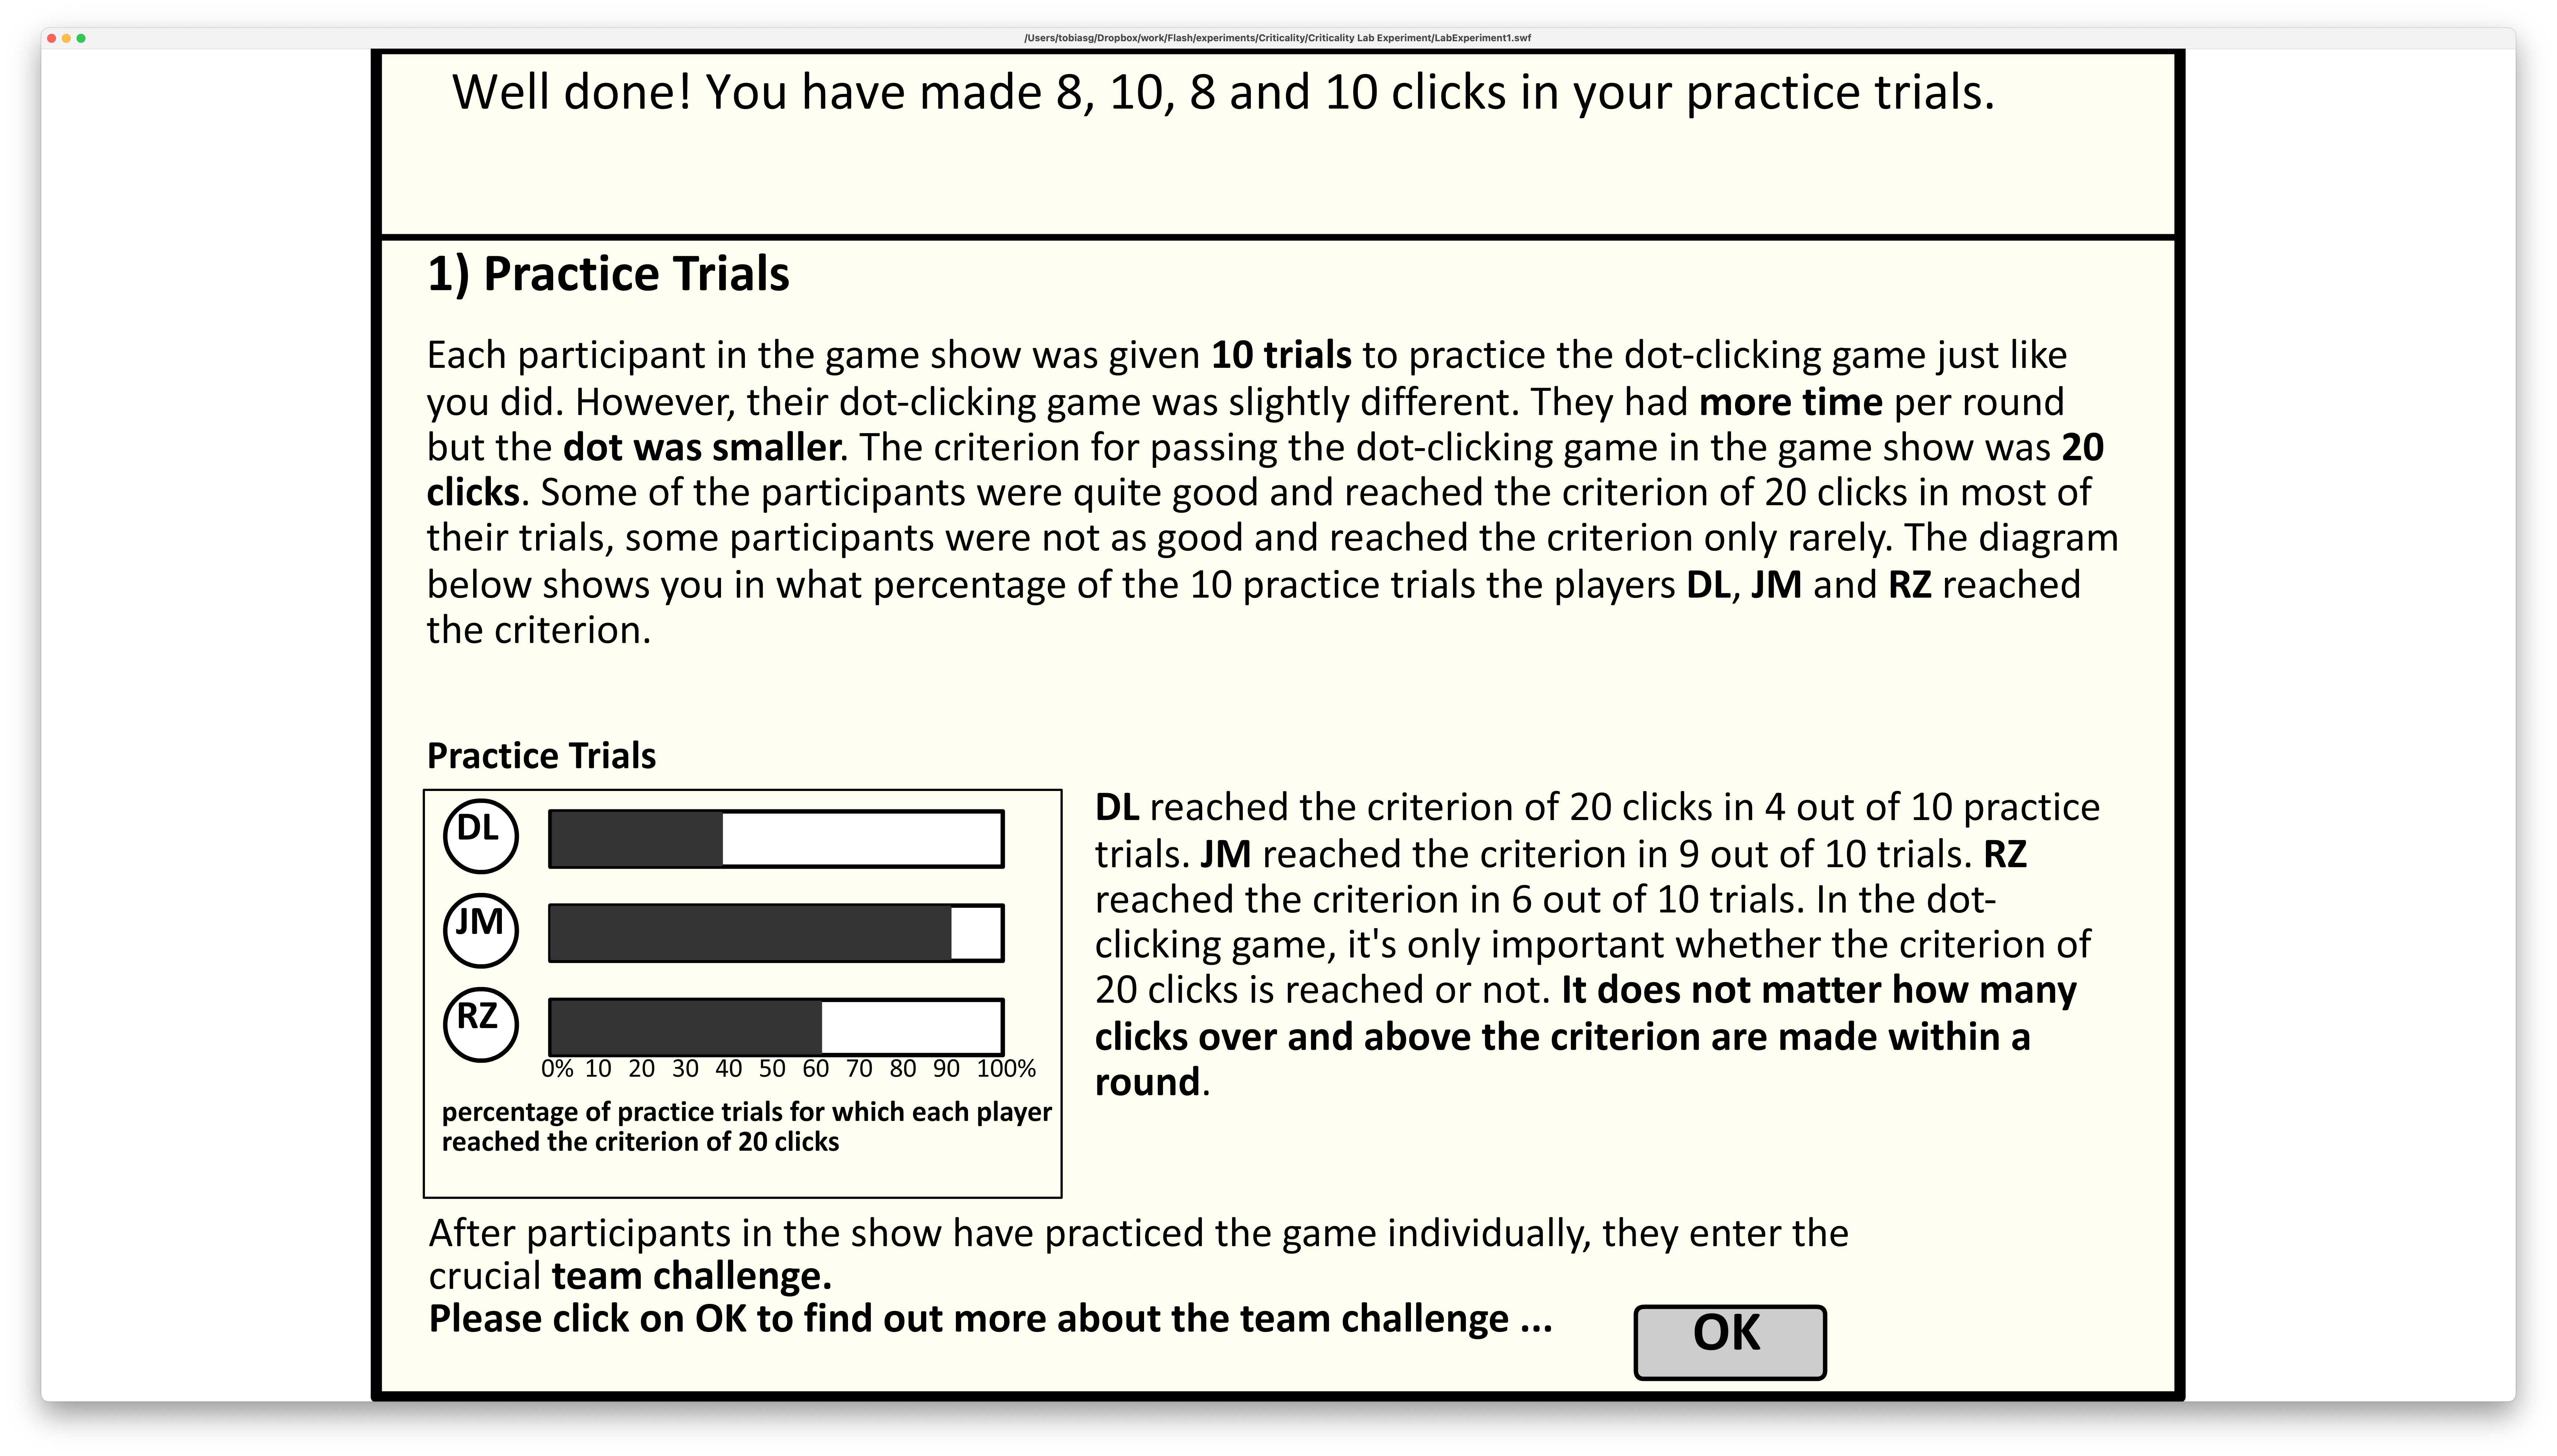 /Users/tobiasg/Dropbox/work/Flash/experiments/Criticality/Criticality Lab Experiment/LabExperiment1.swf
Well done! You have made 8, 10, 8 and 10 clicks in your practice trials.
1) Practice Trials
Each participant in the game show was given 10 trials to practice the dot-clicking game just like
you did. However, their dot-clicking game was slightly different. They had more time per round
but the dot was smaller. The criterion for passing the dot-clicking game in the game show was 20
clicks. Some of the participants were quite good and reached the criterion of 20 clicks in most of
their trials, some participants were not as good and reached the criterion only rarely. The diagram
below shows you in what percentage of the 10 practice trials the players DL, JM and RZ reached
the criterion.
Practice Trials
DL
JM
RZ
0% 10 20 30 40 50 60 70 80 90 100%
percentage of practice trials for which each player
reached the criterion of 20 clicks
DL reached the criterion of 20 clicks in 4 out of 10 practice
trials. JM reached the criterion in 9 out of 10 trials. RZ
reached the criterion in 6 out of 10 trials. In the dot-
clicking game, it's only important whether the criterion of
20 clicks is reached or not. It does not matter how many
clicks over and above the criterion are made within a
round.
After participants in the show have practiced the game individually, they enter the
crucial team challenge.
Please click on OK to find out more about the team challenge ...
OK